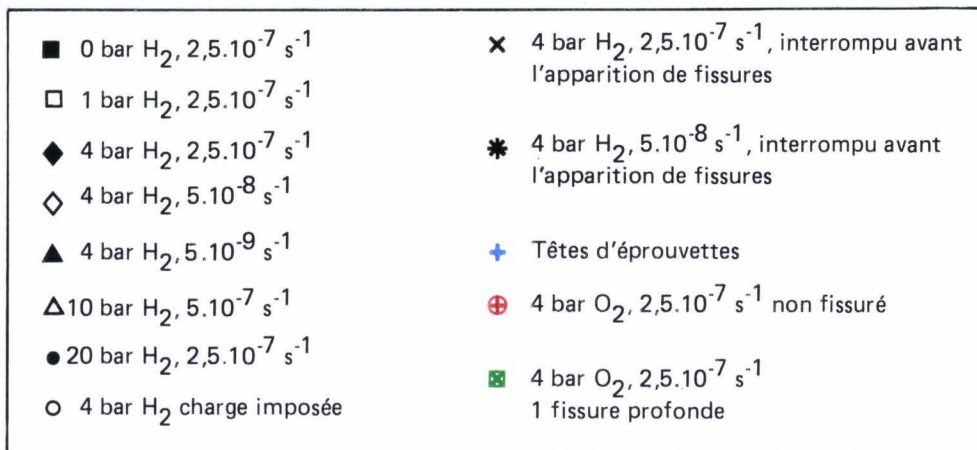 ■ 0 bar H₂, 2,5.10⁻⁷ s⁻¹
□ 1 bar H₂, 2,5.10⁻⁷ s⁻¹
◆ 4 bar H₂, 2,5.10⁻⁷ s⁻¹
◇ 4 bar H₂, 5.10⁻⁸ s⁻¹
▲ 4 bar H₂, 5.10⁻⁹ s⁻¹
△ 10 bar H₂, 5.10⁻⁷ s⁻¹
● 20 bar H₂, 2,5.10⁻⁷ s⁻¹
○ 4 bar H₂ charge imposée
× 4 bar H₂, 2,5.10⁻⁷ s⁻¹, interrompu avant
l'apparition de fissures
✱ 4 bar H₂, 5.10⁻⁸ s⁻¹, interrompu avant
l'apparition de fissures
+ Têtes d'éprouvettes
⊕ 4 bar O₂, 2,5.10⁻⁷ s⁻¹ non fissuré
⊠ 4 bar O₂, 2,5.10⁻⁷ s⁻¹
1 fissure profonde